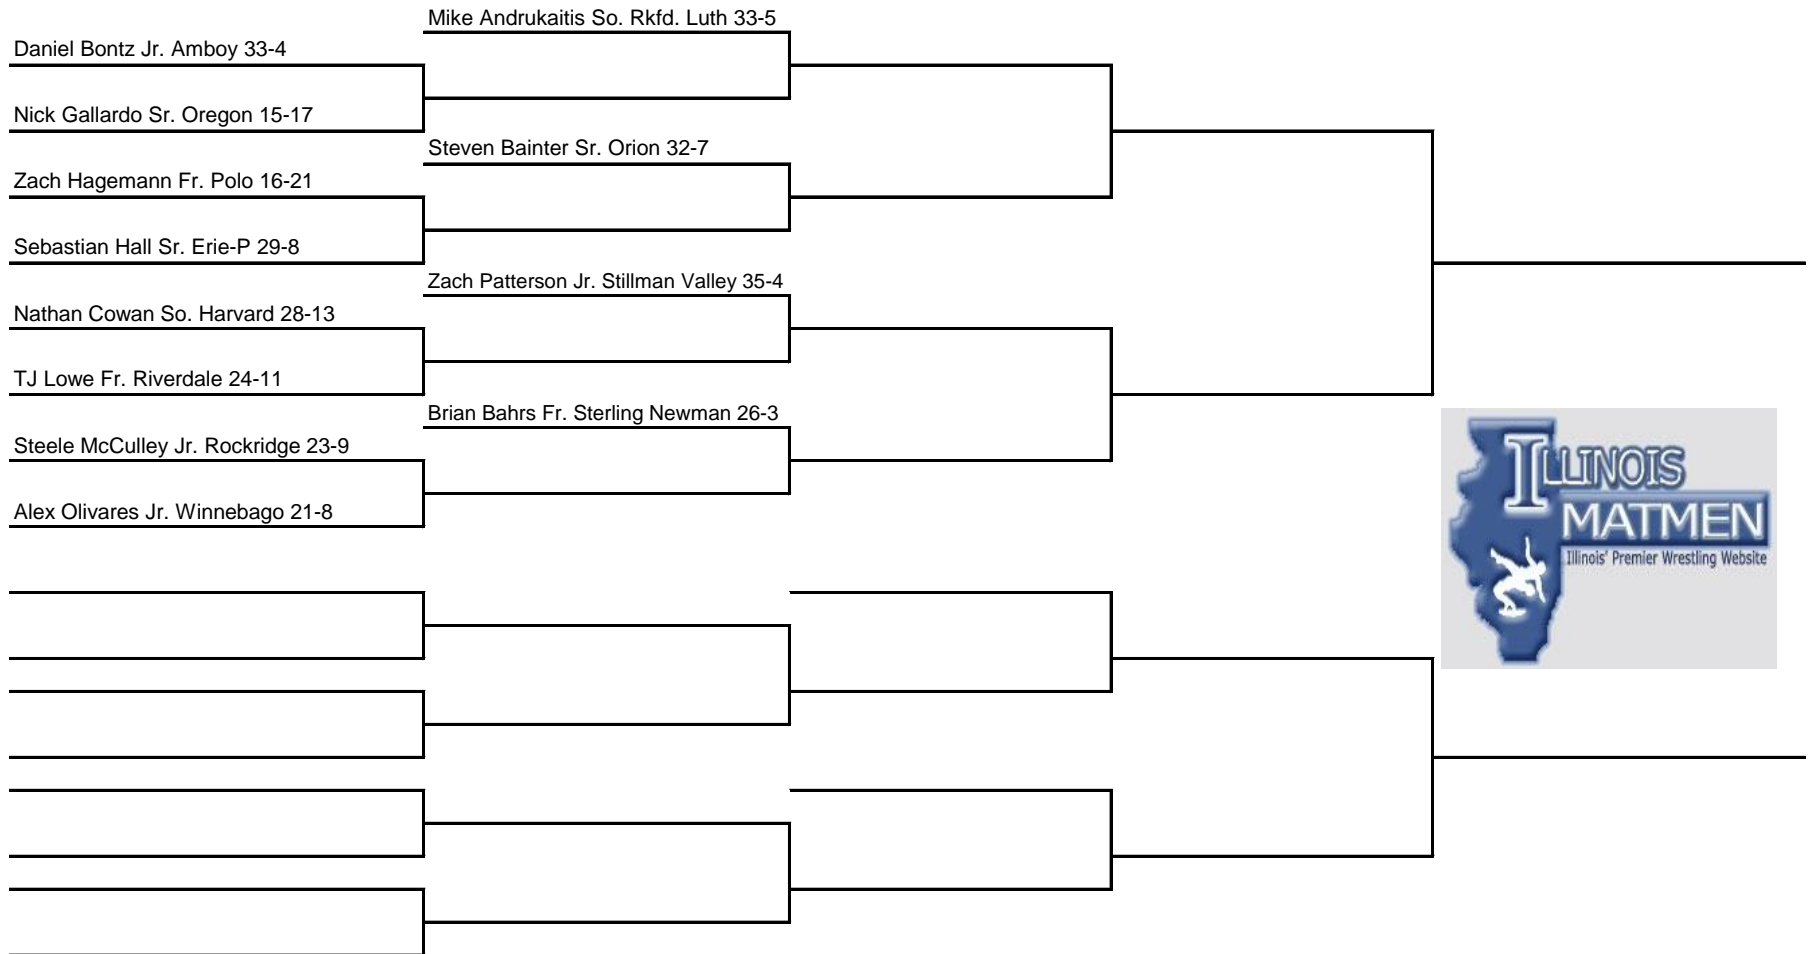 Mike Andrukaitis So. Rkfd. Luth 33-5
Daniel Bontz Jr. Amboy 33-4
Nick Gallardo Sr. Oregon 15-17
Steven Bainter Sr. Orion 32-7
Zach Hagemann Fr. Polo 16-21
Sebastian Hall Sr. Erie-P 29-8
Zach Patterson Jr. Stillman Valley 35-4
Nathan Cowan So. Harvard 28-13
TJ Lowe Fr. Riverdale 24-11
Brian Bahrs Fr. Sterling Newman 26-3
Steele McCulley Jr. Rockridge 23-9
Alex Olivares Jr. Winnebago 21-8
ILLINOIS
MATMEN
Illinois' Premier Wrestling Website